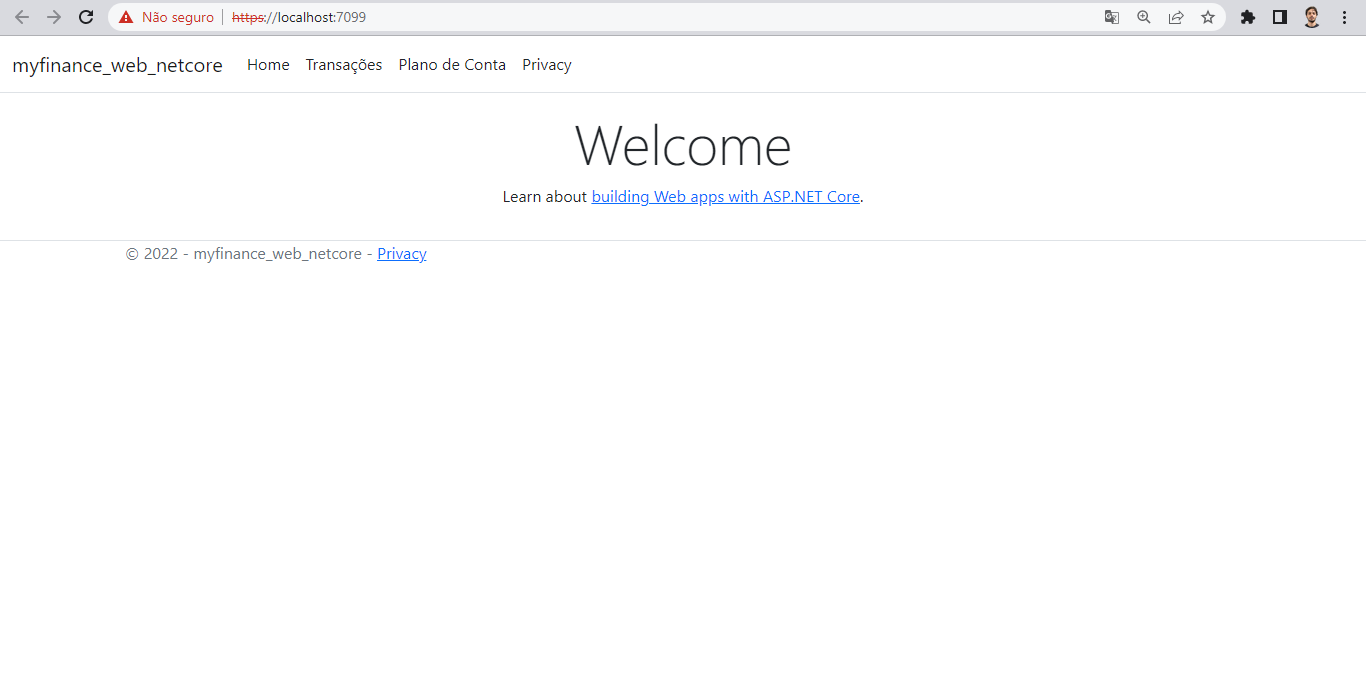 Não seguro https://localhost:7099
myfinance_web_netcore Home Transações Plano de Conta Privacy
Welcome
Learn about building Web apps with ASP.NET Core.
© 2022 - myfinance_web_netcore - Privacy